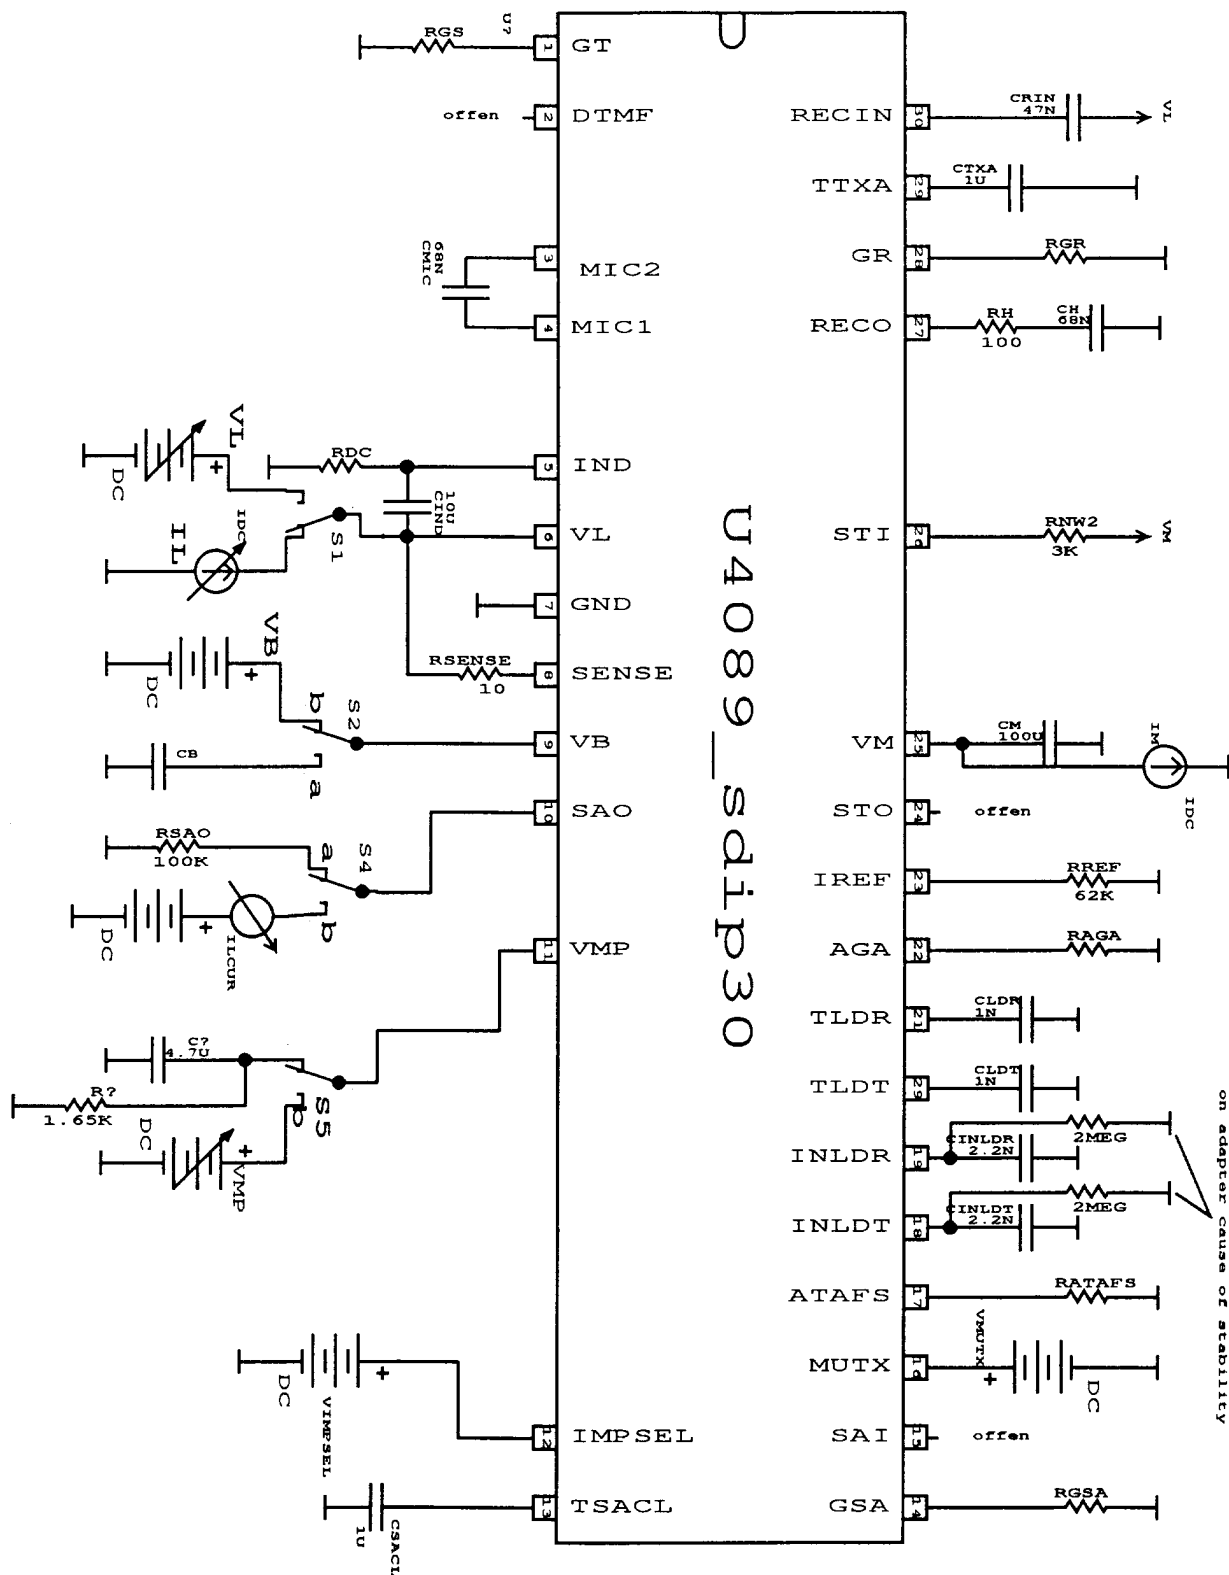 U?
RGS
1
GT
offen
2
DTMF
68N
CMIC
3
MIC2
4
MIC1
VL
+
DC
RDC
5
IND
10U
CIND
IL
IDC
S1
6
VL
7
GND
RSENSE
10
8
SENSE
VB
+
DC
b
S2
9
VB
CB
a
RSAO
100K
a
S4
10
SAO
+
DC
ILCUR
b
11
VMP
C?
4.7U
R?
1.65K
b
S5
DC
+
VMP
DC
+
VIMPSEL
12
IMPSEL
1U
CSACL
13
TSACL
U4089_sdip30
RECIN
30
CRIN
47N
VL
TTXA
29
CTXA
1U
GR
28
RGR
RECO
27
RH
100
CH
68N
STI
26
RNW2
3K
VM
VM
25
CM
100U
IM
IDC
STO
24
offen
IREF
23
RREF
62K
AGA
22
RAGA
TLDR
21
CLDR
1N
TLDT
29
CLDT
1N
INLDR
19
CINLDR
2.2N
2MEG
INLDT
18
CINLDT
2.2N
2MEG
on adapter cause of stability
ATAFS
17
RATAFS
MUTX
16
VMUTX
+
DC
SAI
15
offen
GSA
14
RGSA